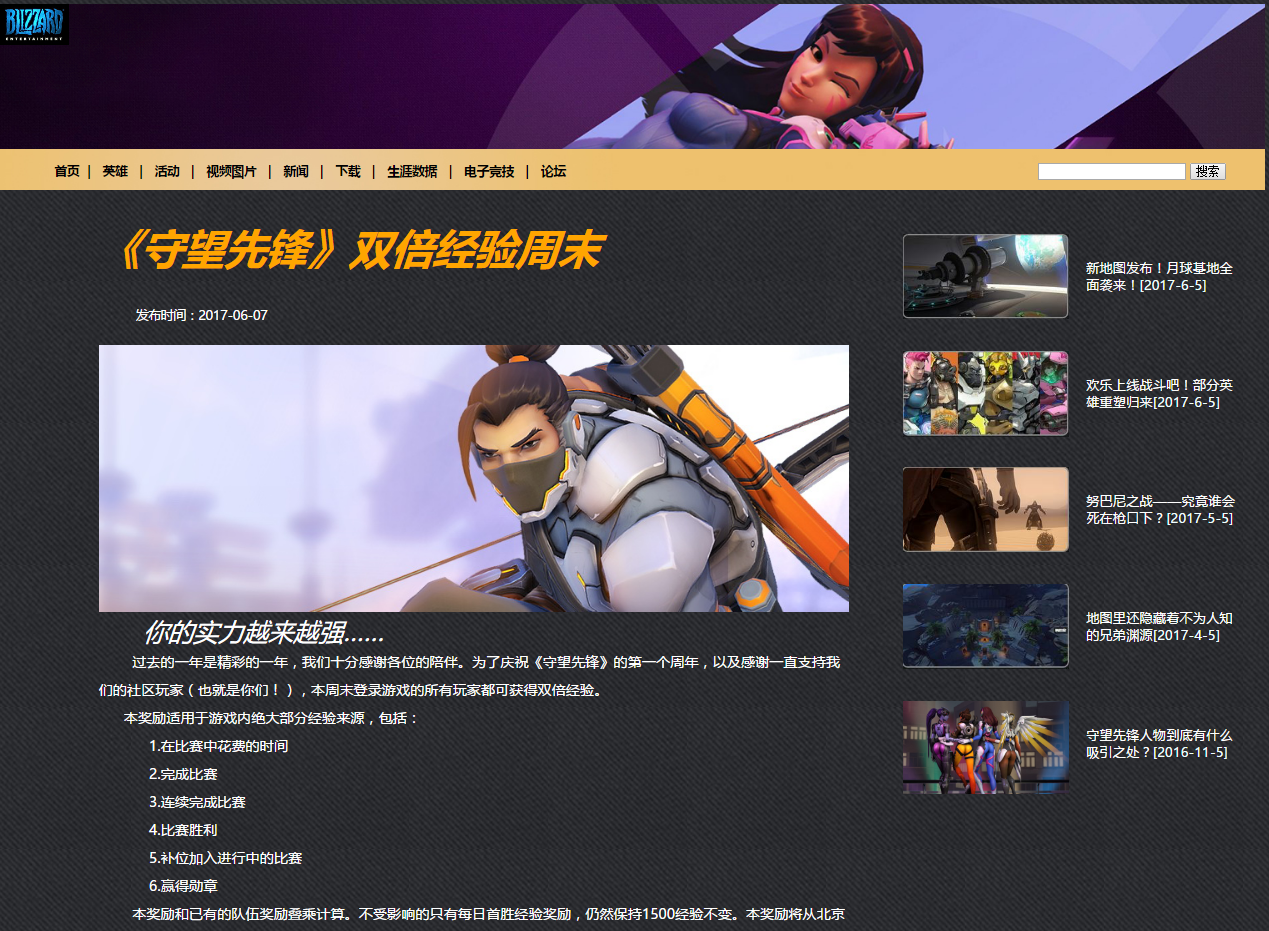 BLIZZARD
ENTERTAINMENT
首页 | 英雄 | 活动 | 视频图片 | 新闻 | 下载 | 生涯数据 | 电子竞技 | 论坛
搜索
《守望先锋》双倍经验周末
发布时间：2017-06-07
你的实力越来越强......
过去的一年是精彩的一年，我们十分感谢各位的陪伴。为了庆祝《守望先锋》的第一个周年，以及感谢一直支持我
们的社区玩家（也就是你们！），本周末登录游戏的所有玩家都可获得双倍经验。
本奖励适用于游戏内绝大部分经验来源，包括：
1.在比赛中花费的时间
2.完成比赛
3.连续完成比赛
4.比赛胜利
5.补位加入进行中的比赛
6.赢得勋章
本奖励和已有的队伍奖励叠乘计算。不受影响的只有每日首胜经验奖励，仍然保持1500经验不变。本奖励将从北京
新地图发布！月球基地全
面袭来！[2017-6-5]
欢乐上线战斗吧！部分英
雄重塑归来[2017-6-5]
努巴尼之战——究竟谁会
死在枪口下？[2017-5-5]
地图里还隐藏着不为人知
的兄弟渊源[2017-4-5]
守望先锋人物到底有什么
吸引之处？[2016-11-5]